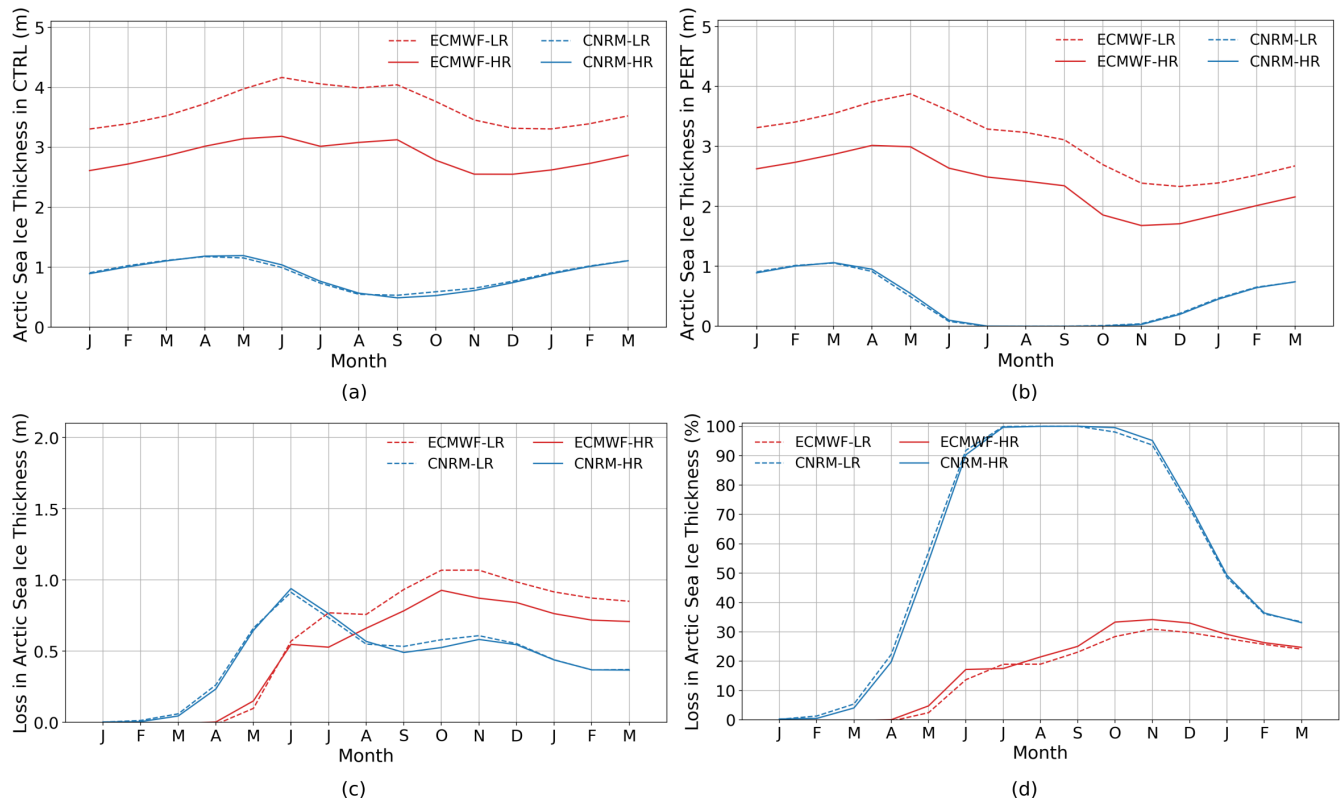 Arctic Sea Ice Thickness in CTRL (m)
5
4
3
2
1
0
ECMWF-LR CNRM-LR
ECMWF-HR CNRM-HR
J F M A M J J A S O N D J F M
Month
(a)
Arctic Sea Ice Thickness in PERT (m)
5
4
3
2
1
0
ECMWF-LR CNRM-LR
ECMWF-HR CNRM-HR
J F M A M J J A S O N D J F M
Month
(b)
Loss in Arctic Sea Ice Thickness (m)
2.0
1.5
1.0
0.5
0.0
ECMWF-LR ECMWF-HR
CNRM-LR CNRM-HR
J F M A M J J A S O N D J F M
Month
(c)
Loss in Arctic Sea Ice Thickness (%)
100
90
80
70
60
50
40
30
20
10
0
ECMWF-LR ECMWF-HR
CNRM-LR CNRM-HR
J F M A M J J A S O N D J F M
Month
(d)